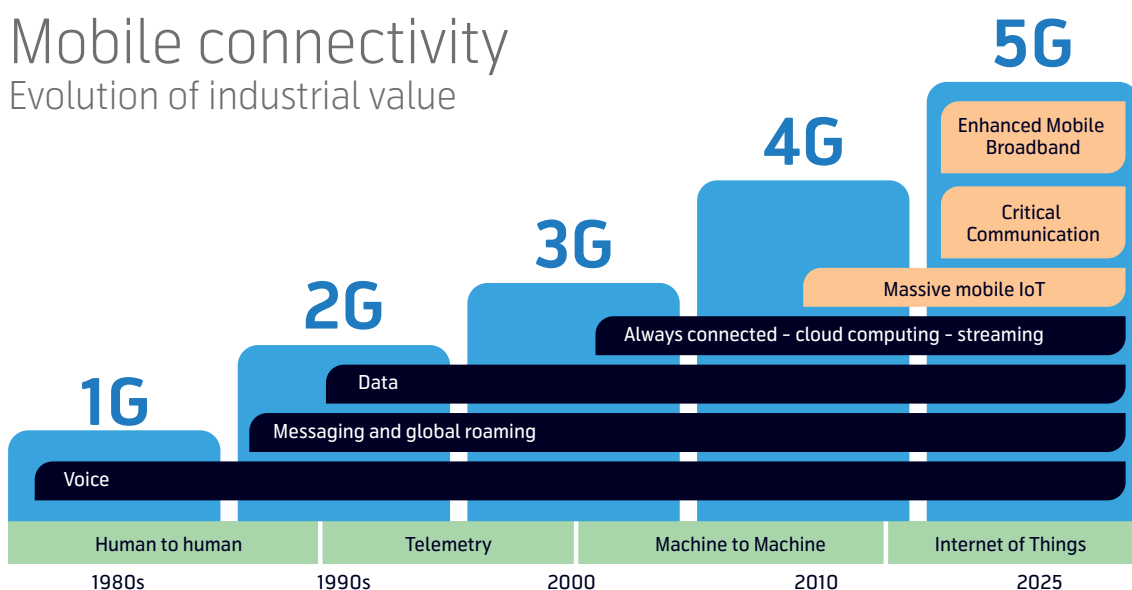 Mobile connectivity
Evolution of industrial value
5G
Enhanced Mobile
Broadband
4G
Critical
Communication
3G
Massive mobile IoT
2G
Always connected - cloud computing - streaming
Data
1G
Messaging and global roaming
Voice
Human to human
Telemetry
Machine to Machine
Internet of Things
1980s
1990s
2000
2010
2025